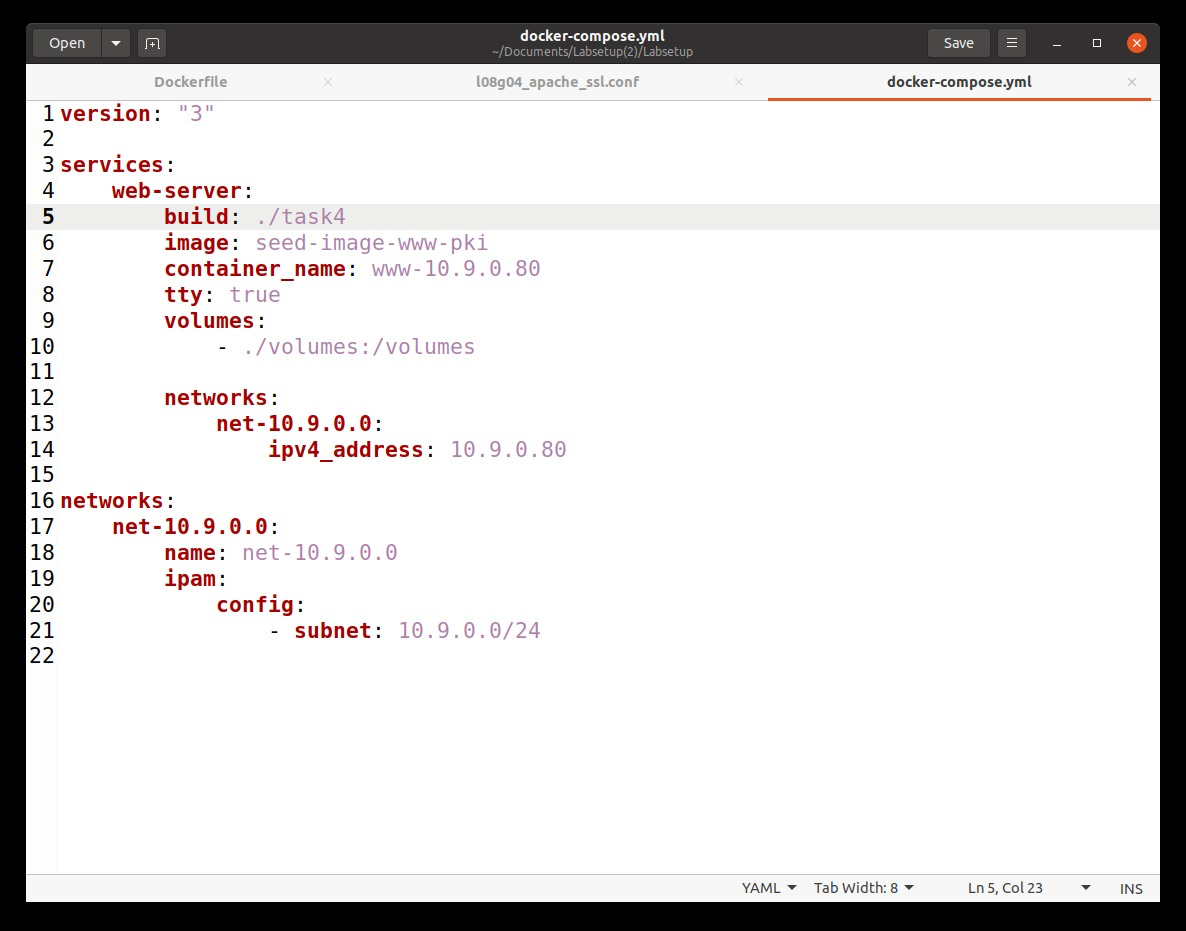 Open
docker-compose.yml
~/Documents/Labsetup(2)/Labsetup
Save
Dockerfile
l08g04_apache_ssl.conf
docker-compose.yml
1 version: "3"
2
3 services:
4     web-server:
5         build: ./task4
6         image: seed-image-www-pki
7         container_name: www-10.9.0.80
8         tty: true
9         volumes:
10             - ./volumes:/volumes
11
12         networks:
13             net-10.9.0.0:
14                 ipv4_address: 10.9.0.80
15
16 networks:
17     net-10.9.0.0:
18         name: net-10.9.0.0
19         ipam:
20             config:
21                 - subnet: 10.9.0.0/24
22
YAML Tab Width: 8 Ln 5, Col 23 INS